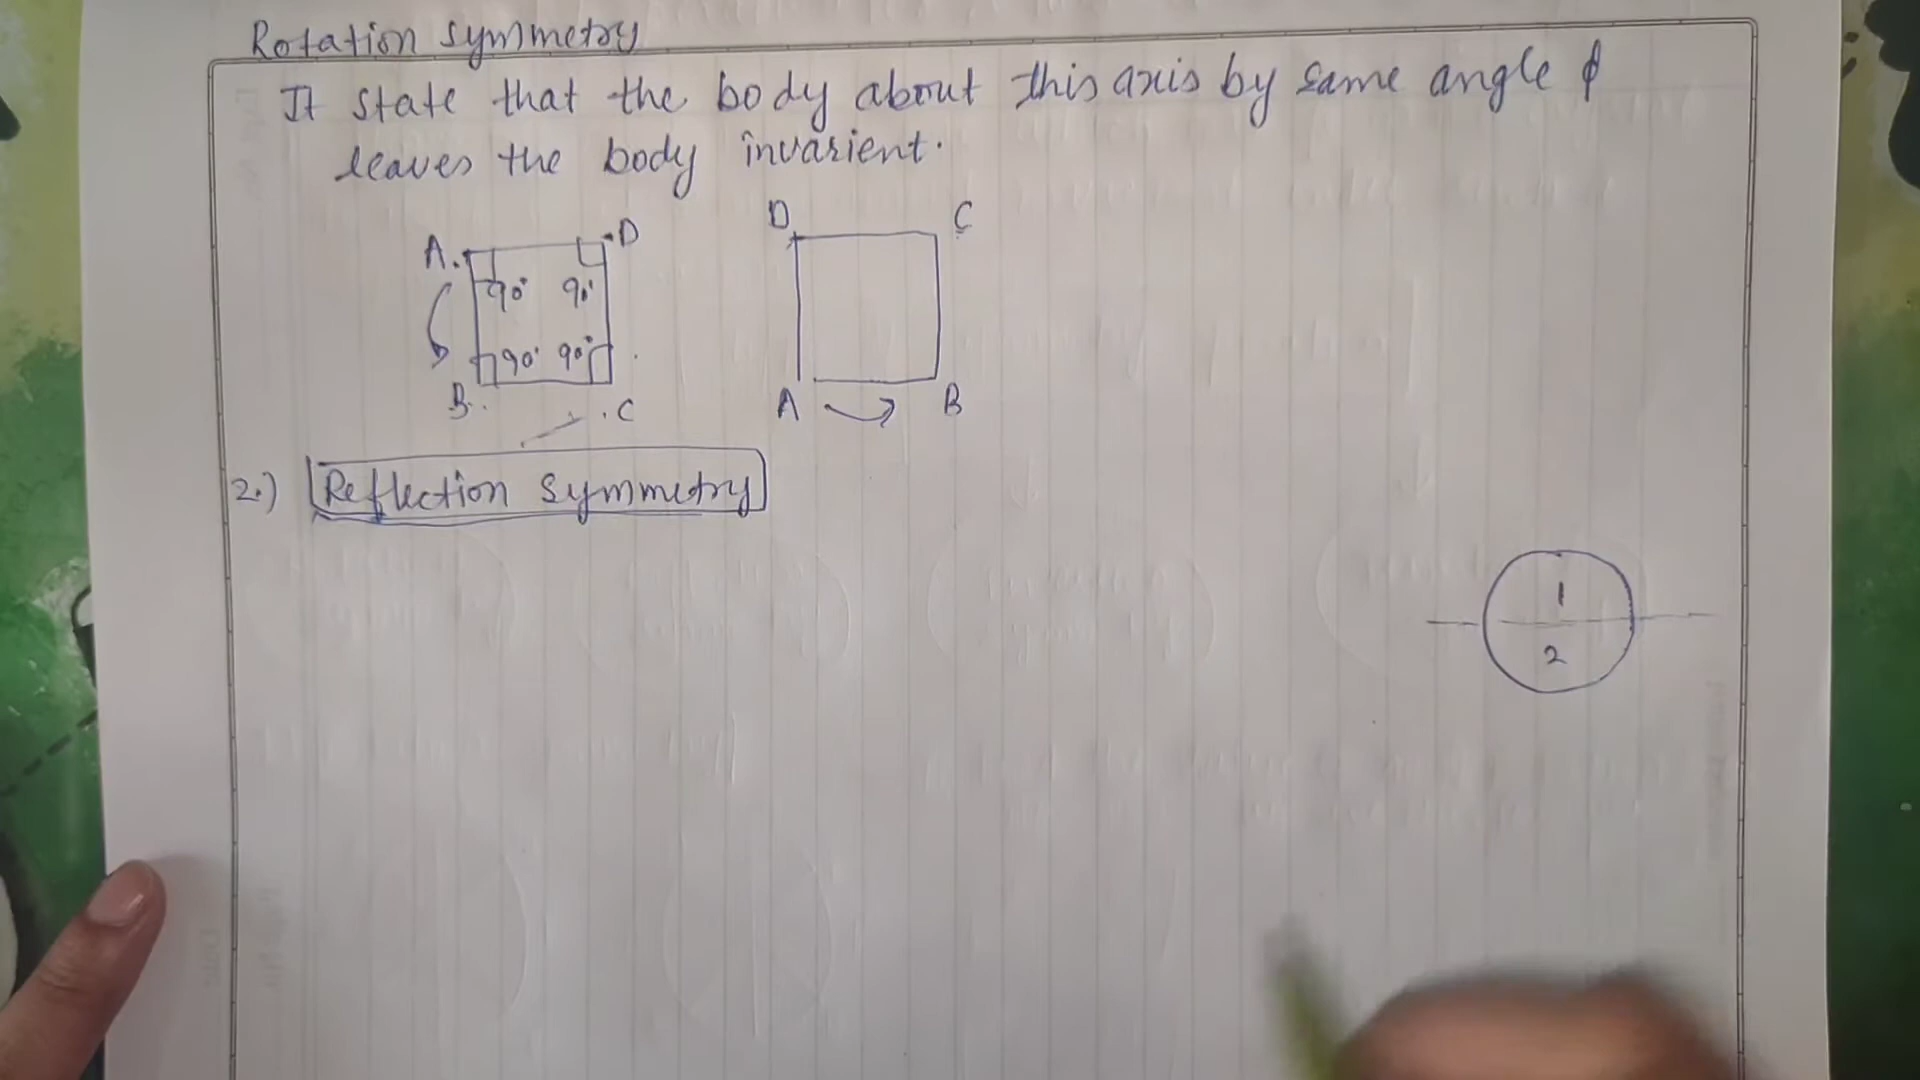 Rotation symmetry
It state that the body about this axis by same angle ϕ
leaves the body invarient.
A. .D
90° 90°
90° 90°
B. .C
D C
A B
2.) Reflection symmetry
1
2